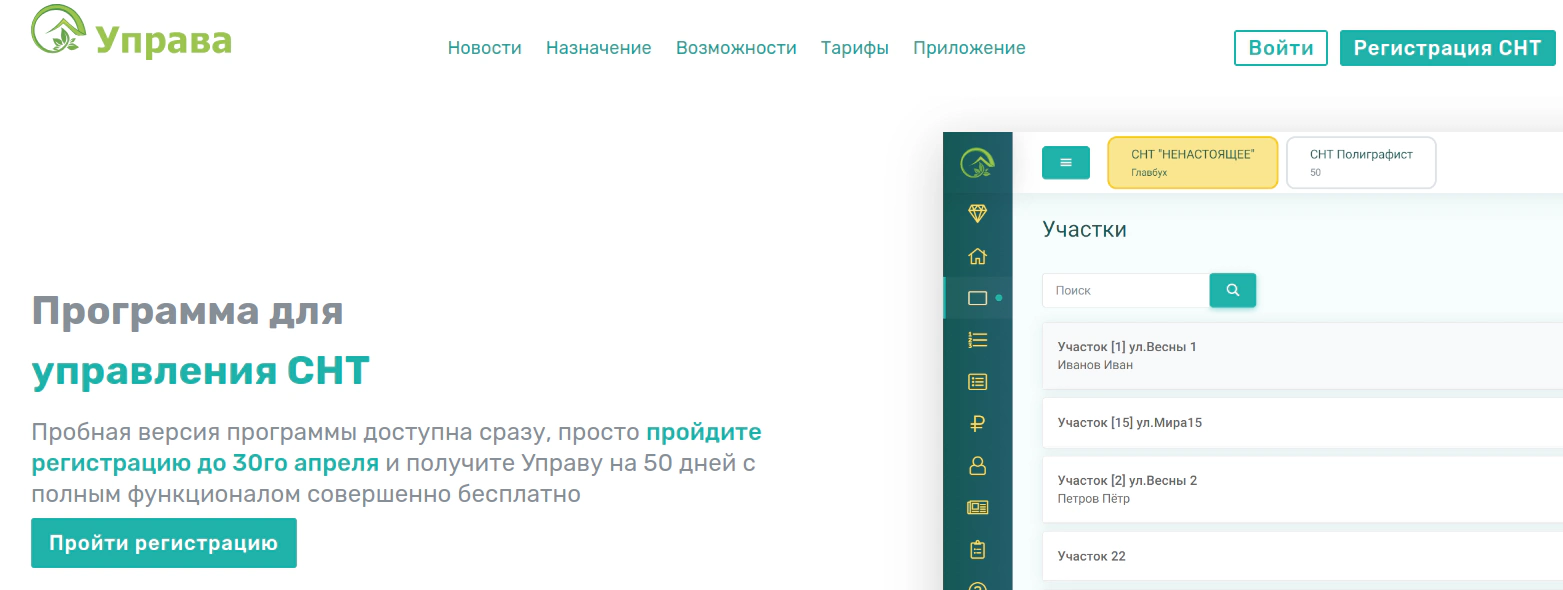 Управа
Новости Назначение Возможности Тарифы Приложение
Войти Регистрация СНТ
Программа для
управления СНТ
Пробная версия программы доступна сразу, просто пройдите
регистрацию до 30го апреля и получите Управу на 50 дней с
полным функционалом совершенно бесплатно
Пройти регистрацию
СНТ "НЕНАСТОЯЩЕЕ"
Главбух
СНТ Полиграфист
50
Участки
Поиск
Участок [1] ул.Весны 1
Иванов Иван
Участок [15] ул.Мира15
Участок [2] ул.Весны 2
Петров Пётр
Участок 22